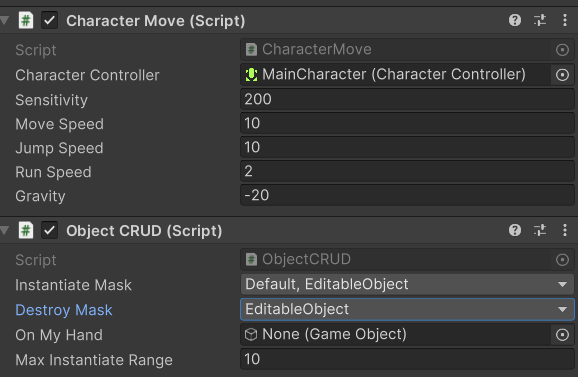 Character Move (Script)
Script CharacterMove
Character Controller MainCharacter (Character Controller)
Sensitivity 200
Move Speed 10
Jump Speed 10
Run Speed 2
Gravity -20
Object CRUD (Script)
Script ObjectCRUD
Instantiate Mask Default, EditableObject
Destroy Mask EditableObject
On My Hand None (Game Object)
Max Instantiate Range 10